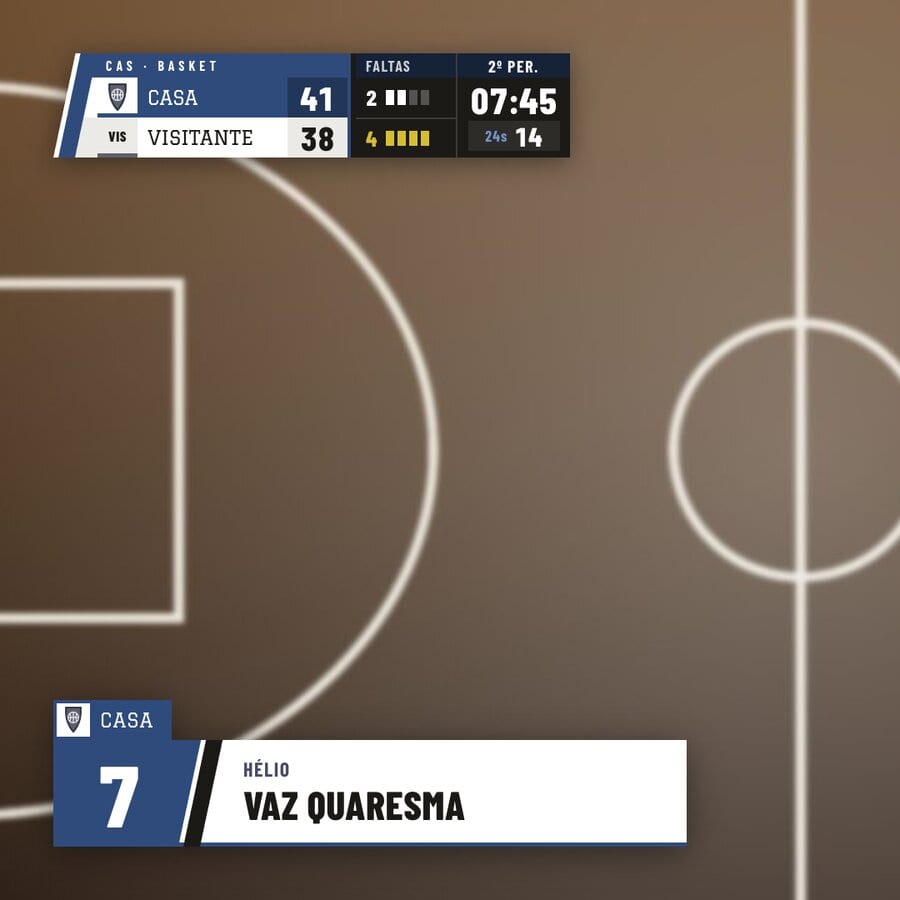 CAS · BASKET
CASA 41
VIS VISITANTE 38
FALTAS
2
4
2º PER.
07:45
24s 14
CASA
7
HÉLIO
VAZ QUARESMA